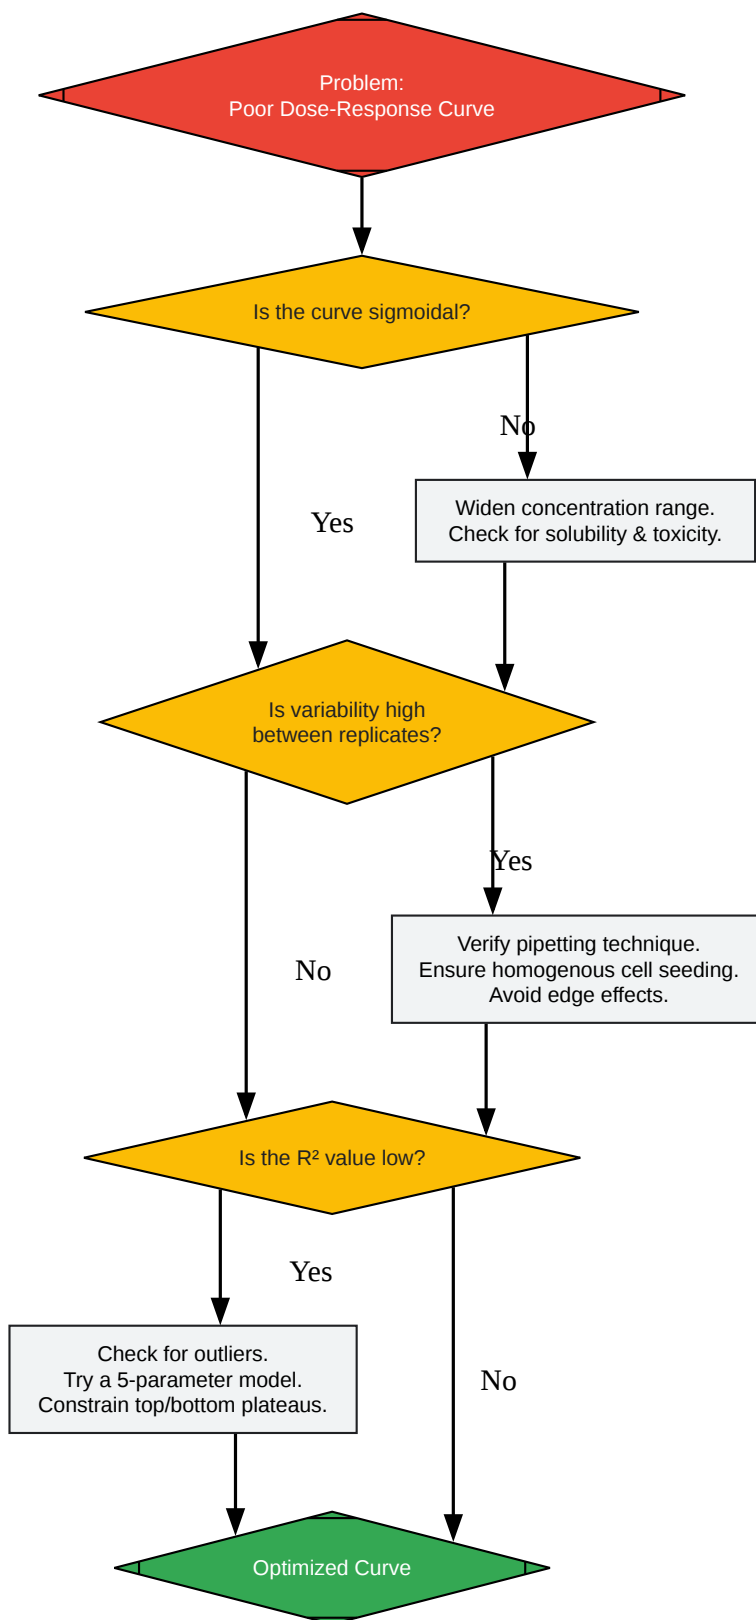 Problem:
Poor Dose-Response Curve
Is the curve sigmoidal?
No
Widen concentration range.
Check for solubility & toxicity.
Yes
Is variability high
between replicates?
Yes
Verify pipetting technique.
Ensure homogenous cell seeding.
Avoid edge effects.
No
Is the R² value low?
Yes
Check for outliers.
Try a 5-parameter model.
Constrain top/bottom plateaus.
No
Optimized Curve